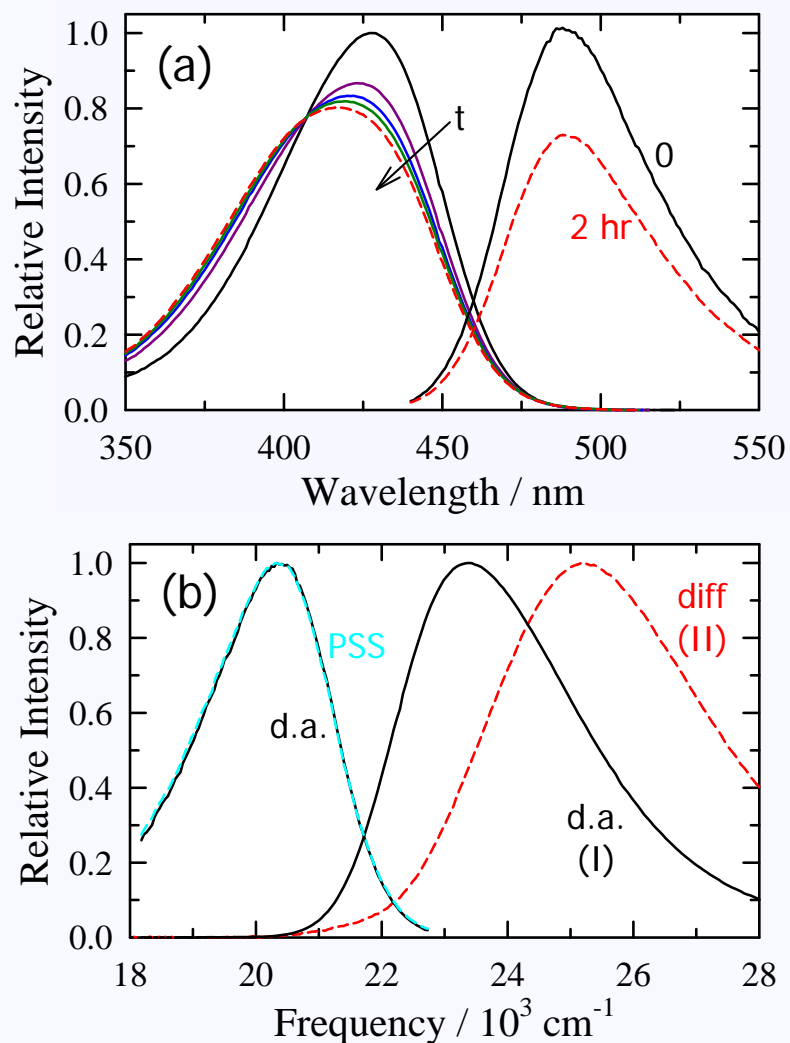 (a)
Relative Intensity
1.0
0.8
0.6
0.4
0.2
0.0
t
0
2 hr
350 400 450 500 550
Wavelength / nm
(b)
Relative Intensity
1.0
0.8
0.6
0.4
0.2
0.0
PSS
d.a.
diff
(II)
d.a.
(I)
18 20 22 24 26 28
Frequency / 10³ cm⁻¹